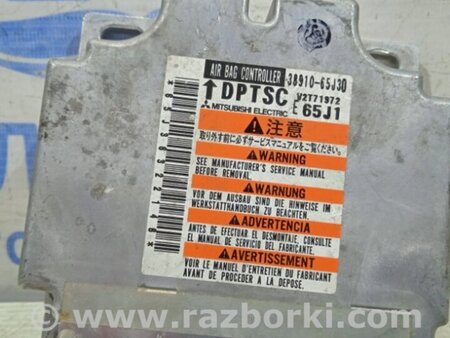 AIR BAG CONTROLLER 38910-65J30
↑DPTSC V2T71972
MITSUBISHI ELECTRIC E 65J1
⚠注意
取り外す前に必ずサービスマニュアルをご覧ください。
⚠WARNING
SEE MANUFACTURER'S SERVICE MANUAL
BEFORE REMOVAL.
⚠WARNUNG
VOR DEM AUSBAU SIND DIE HINWEISE IM
WERKSTATTHANDBUCH ZU BEACHTEN.
⚠ADVERTENCIA
ANTES DE EFECTUAR EL DESMONTAJE, CONSULTE
EL MANUAL DE SERVICIO DEL FABRICANTE.
⚠AVERTISSEMENT
VOIR LE MANUEL D'ENTRETIEN DU FABRICANT
AVANT DE PROCEDER A LA DEPOSE.
www.razborki.com